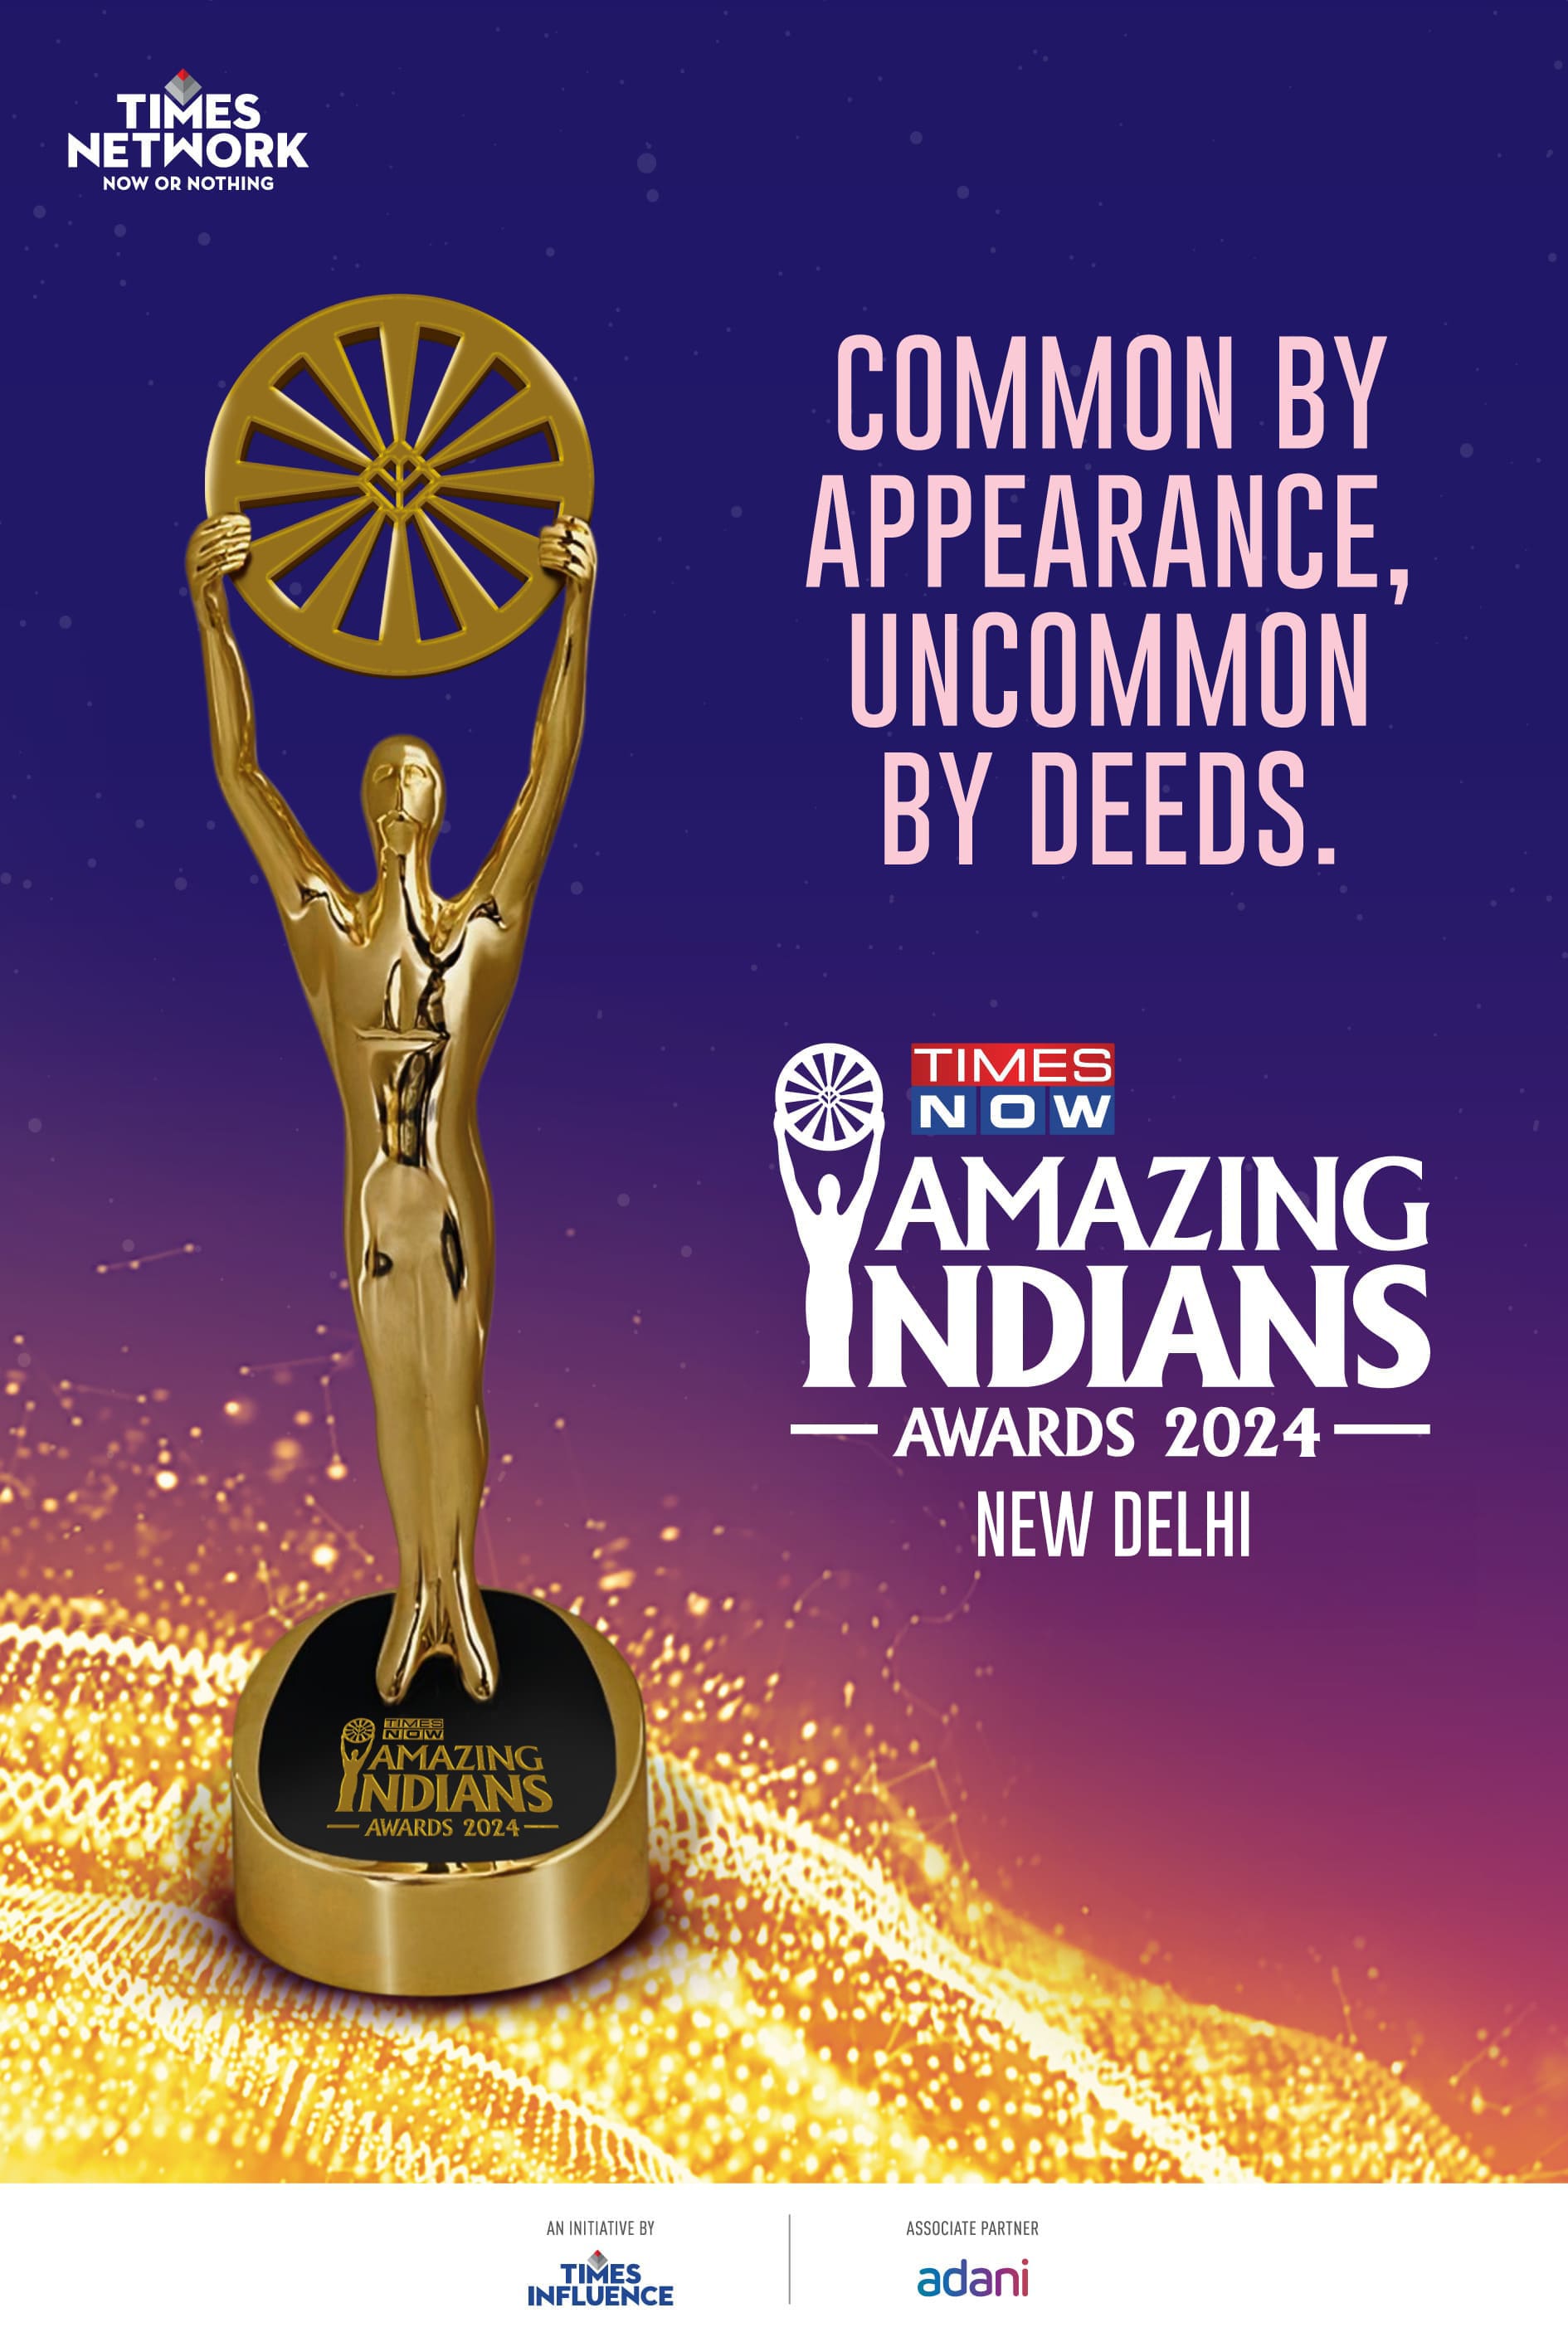 TIMES
NETWORK
NOW OR NOTHING
COMMON BY
APPEARANCE,
UNCOMMON
BY DEEDS.
TIMES
NOW
AMAZING
INDIANS
AWARDS 2024
NEW DELHI
TIMES
NOW
AMAZING
INDIANS
AWARDS 2024
AN INITIATIVE BY
TIMES
INFLUENCE
ASSOCIATE PARTNER
adani